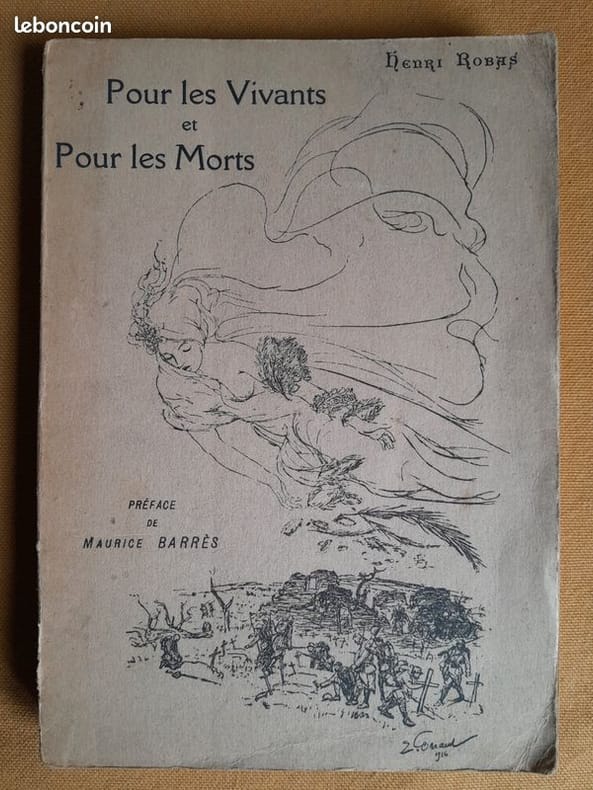 leboncoin
HENRI ROBAS
Pour les Vivants
et
Pour les Morts
PRÉFACE
DE
MAURICE BARRÈS
1916